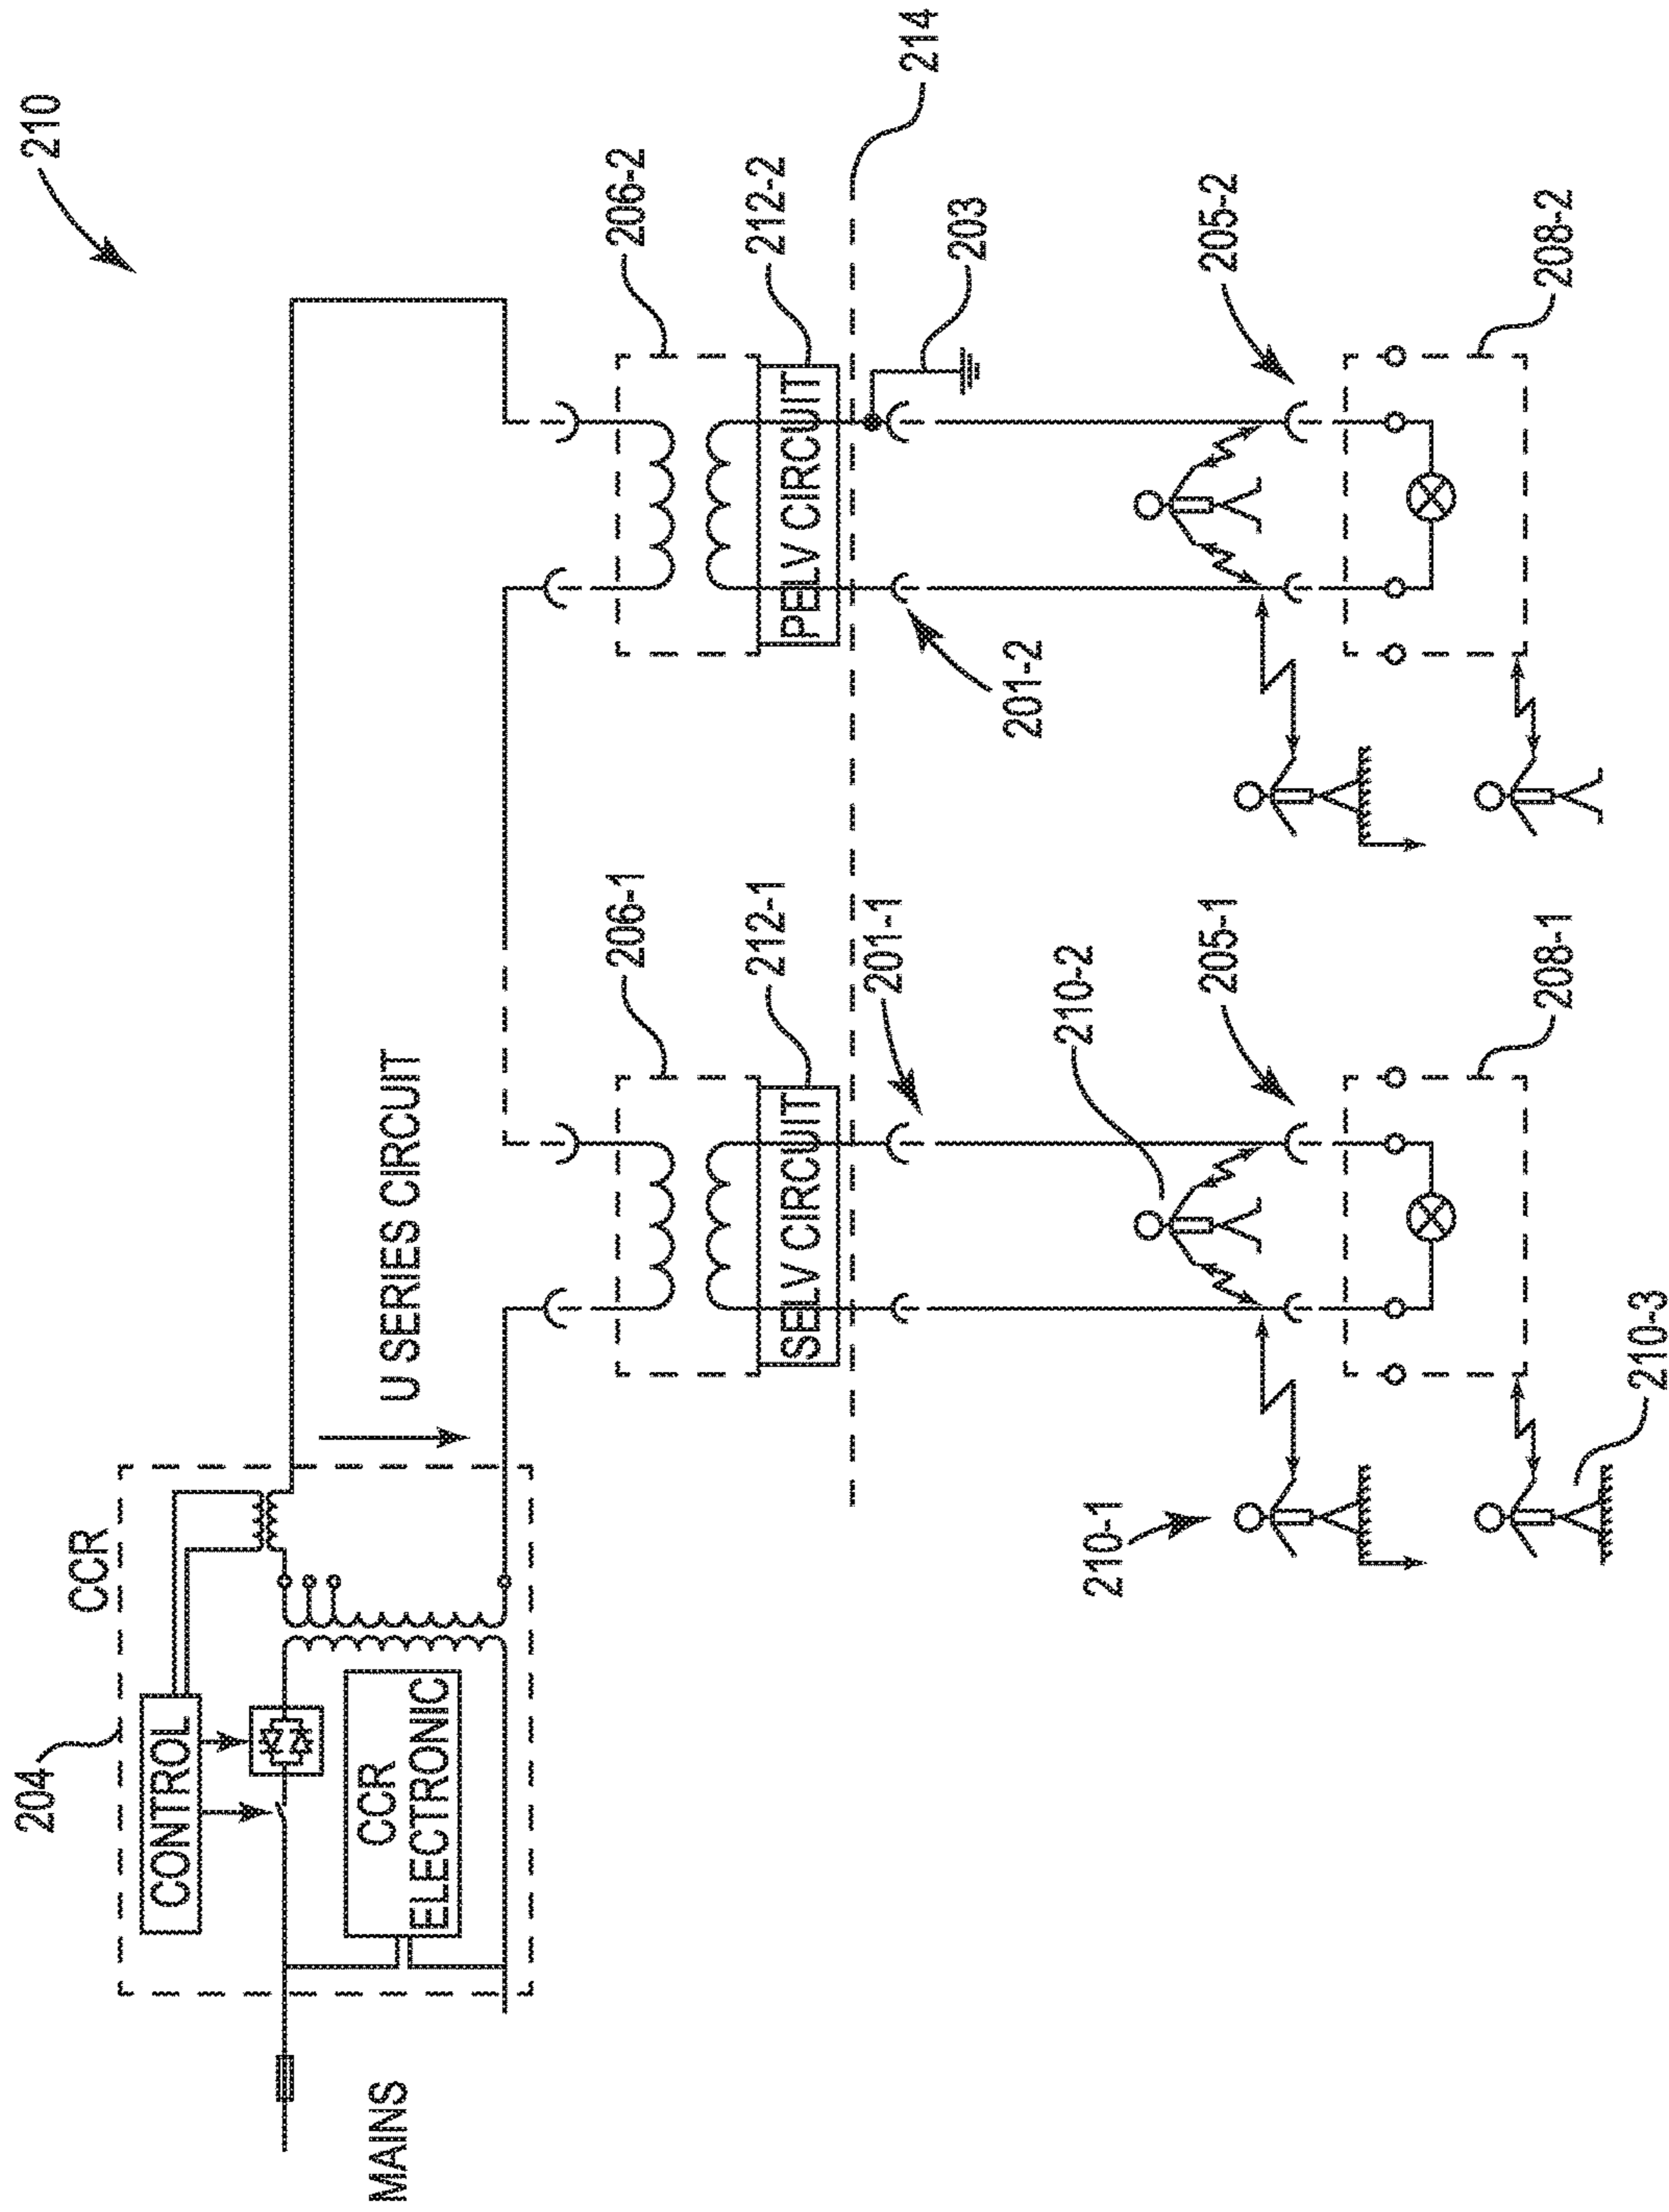 210
204
CCR
CONTROL
CCR
ELECTRONIC
MAINS
U SERIES CIRCUIT
206-1
206-2
212-1
212-2
SELV CIRCUIT
PELV CIRCUIT
214
201-1
201-2
203
210-1
210-2
205-1
205-2
210-3
208-1
208-2